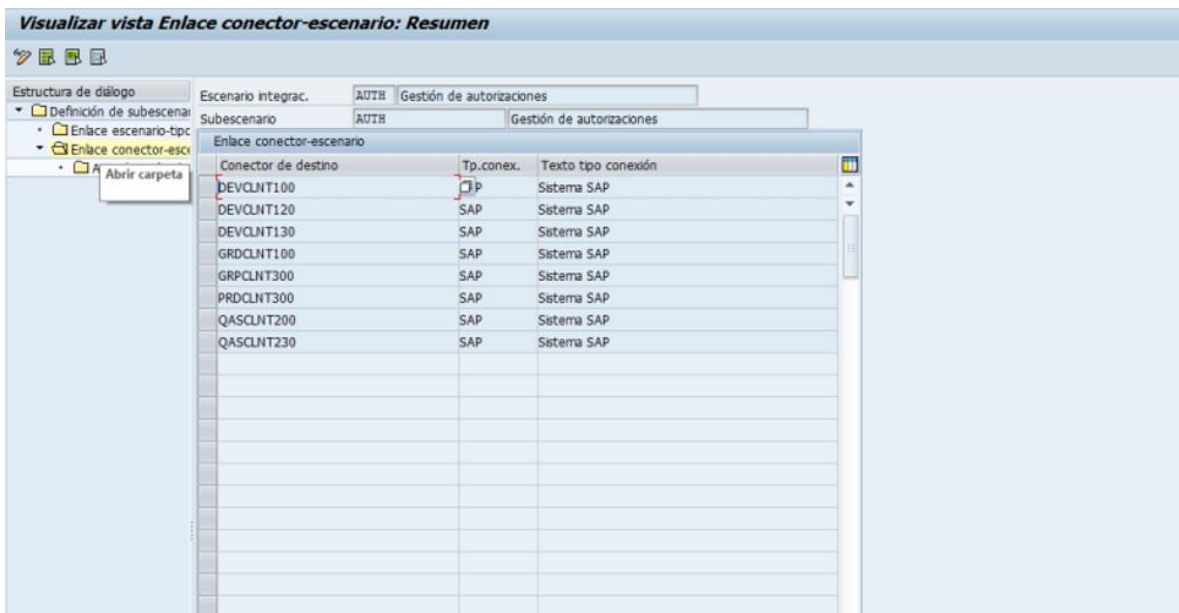 Visualizar vista Enlace conector-escenario: Resumen
Estructura de diálogo
Definición de subescenar
Enlace escenario-tipo
Enlace conector-esce
A
Abrir carpeta
Escenario integrac. AUTH Gestión de autorizaciones
Subescenario AUTH Gestión de autorizaciones
Enlace conector-escenario
Conector de destino Tp.conex. Texto tipo conexión
DEVCLNT100 P Sistema SAP
DEVCLNT120 SAP Sistema SAP
DEVCLNT130 SAP Sistema SAP
GRDCLNT100 SAP Sistema SAP
GRPCLNT300 SAP Sistema SAP
PRDCLNT300 SAP Sistema SAP
QASCLNT200 SAP Sistema SAP
QASCLNT230 SAP Sistema SAP